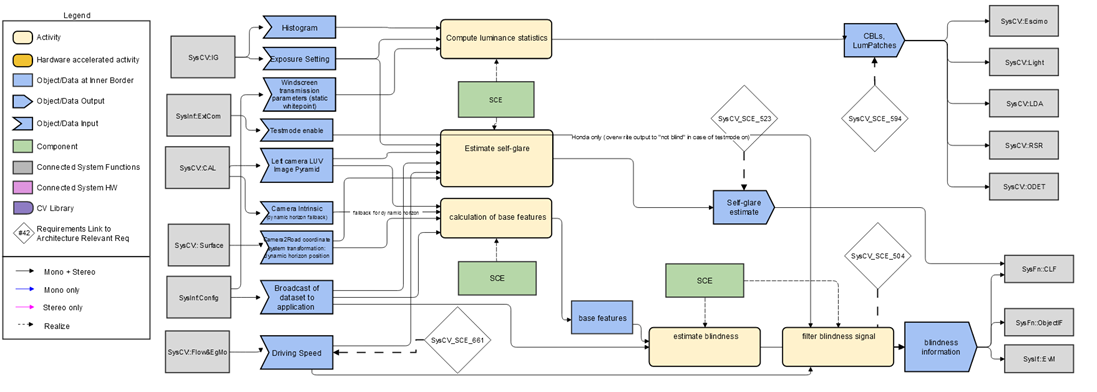 Legend
Activity
Hardware accelerated activity
Object/Data at Inner Border
Object/Data Output
Object/Data Input
Component
Connected System Functions
Connected System HW
CV Library
#42
Requirements Link to
Architecture Relevant Req
Mono + Stereo
Mono only
Stereo only
Realize
SysCV::IG
SysInf:ExtCom
SysCV::CAL
SysCV:: Surface
SysInf:Config
SysCV::Flow&EgMo
Histogram
Exposure Setting
Windscreen
transmission
parameters (static
whitepoint)
Testmode enable
Left camera LUV
Image Pyramid
Camera Intrinsic
(dynamic horizon fallback)
Camera2Road coordinate
system transformation:
dynamic horizon position
Broadcast of
dataset to
application
Driving Speed
Compute luminance statistics
SCE
Estimate self-glare
Honda only (overwrite output to "not blind" in case of testmode on)
fallback for dynamic horizon
calculation of base features
SCE
SysCV_SCE_661
base features
SCE
estimate blindness
filter blindness signal
SysCV_SCE_523
Self-glare
estimate
SysCV_SCE_504
CBLs,
LumPatches
SysCV_SCE_594
blindness
information
SysCV::Escimo
SysCV::Light
SysCV::LDA
SysCV::RSR
SysCV::ODET
SysFn::CLF
SysFn::ObjectIF
SysIf::EvM